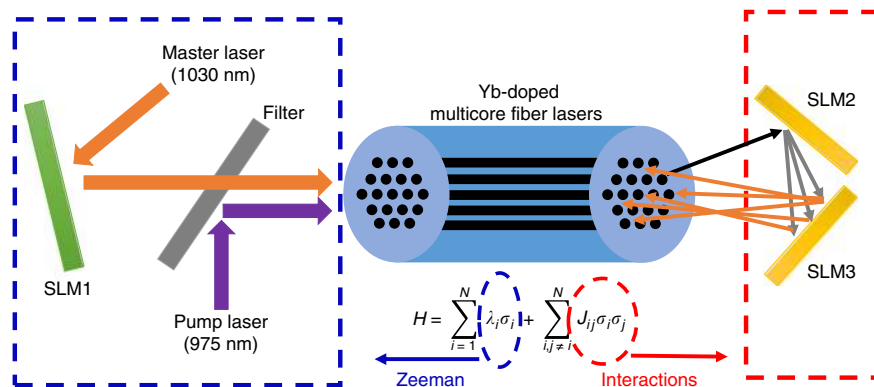 Master laser
(1030 nm)
Filter
SLM1
Pump laser
(975 nm)
Yb-doped
multicore fiber lasers
SLM2
SLM3
H = ∑_{i = 1}^{N} λ_i σ_i + ∑_{i,j ≠ i}^{N} J_{ij} σ_i σ_j
Zeeman
Interactions